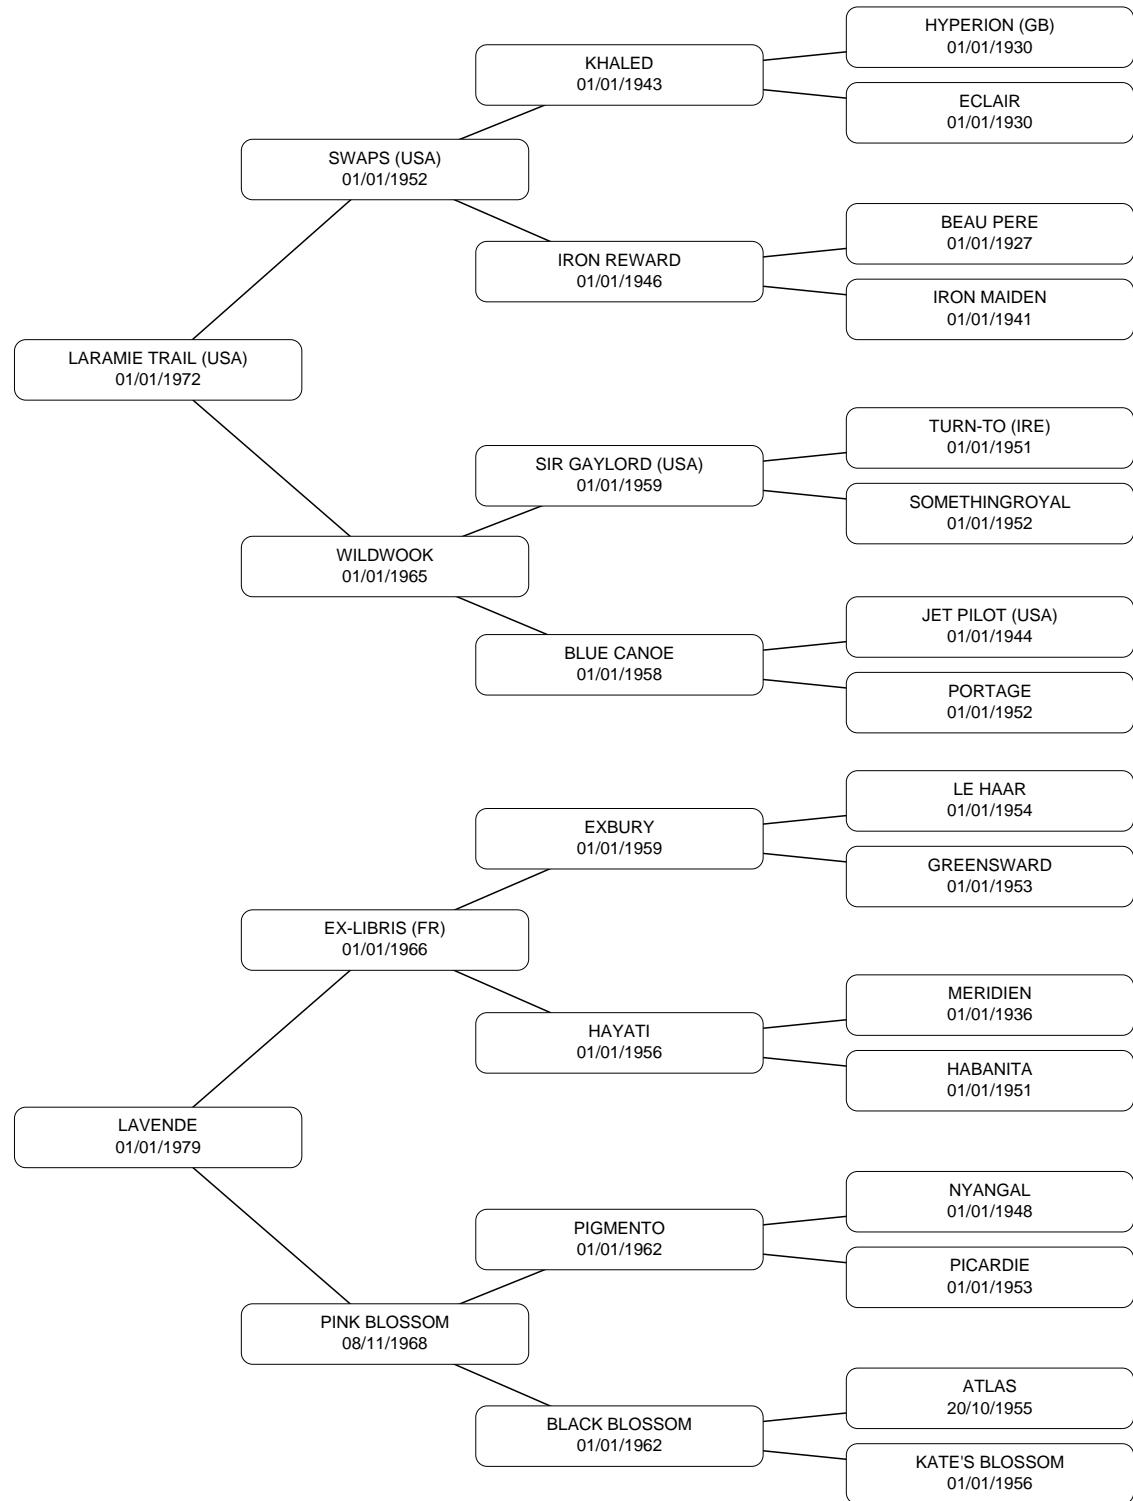 HYPERION (GB)
01/01/1930
KHALED
01/01/1943
ECLAIR
01/01/1930
SWAPS (USA)
01/01/1952
BEAU PERE
01/01/1927
IRON REWARD
01/01/1946
IRON MAIDEN
01/01/1941
LARAMIE TRAIL (USA)
01/01/1972
TURN-TO (IRE)
01/01/1951
SIR GAYLORD (USA)
01/01/1959
SOMETHINGROYAL
01/01/1952
WILDWOOK
01/01/1965
JET PILOT (USA)
01/01/1944
BLUE CANOE
01/01/1958
PORTAGE
01/01/1952
LE HAAR
01/01/1954
EXBURY
01/01/1959
GREENSWARD
01/01/1953
EX-LIBRIS (FR)
01/01/1966
MERIDIEN
01/01/1936
HAYATI
01/01/1956
HABANITA
01/01/1951
LAVENDE
01/01/1979
NYANGAL
01/01/1948
PIGMENTO
01/01/1962
PICARDIE
01/01/1953
PINK BLOSSOM
08/11/1968
ATLAS
20/10/1955
BLACK BLOSSOM
01/01/1962
KATE'S BLOSSOM
01/01/1956